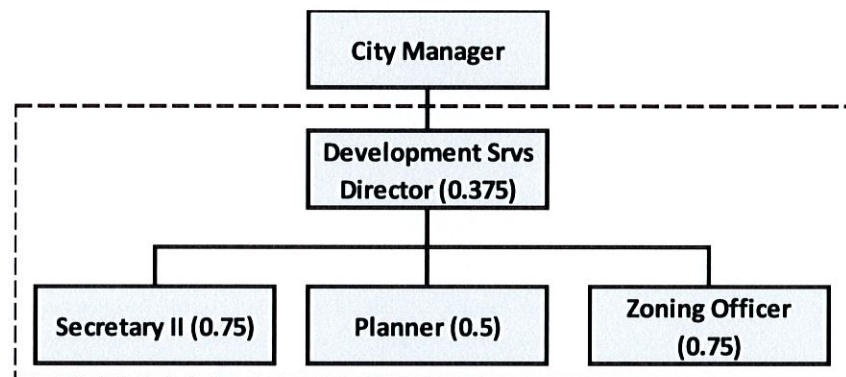 City Manager
Development Srvs
Director (0.375)
Secretary II (0.75)
Planner (0.5)
Zoning Officer
(0.75)